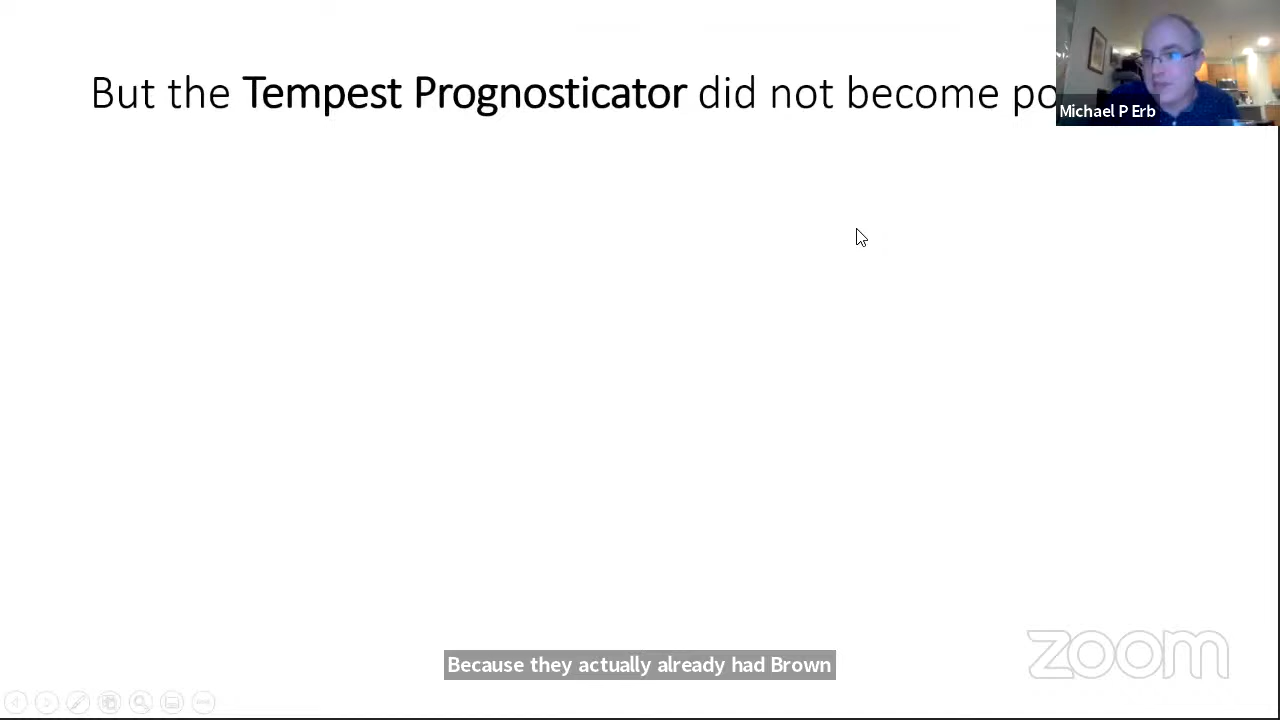 But the Tempest Prognosticator did not become po
Michael P Erb
Because they actually already had Brown
zoom